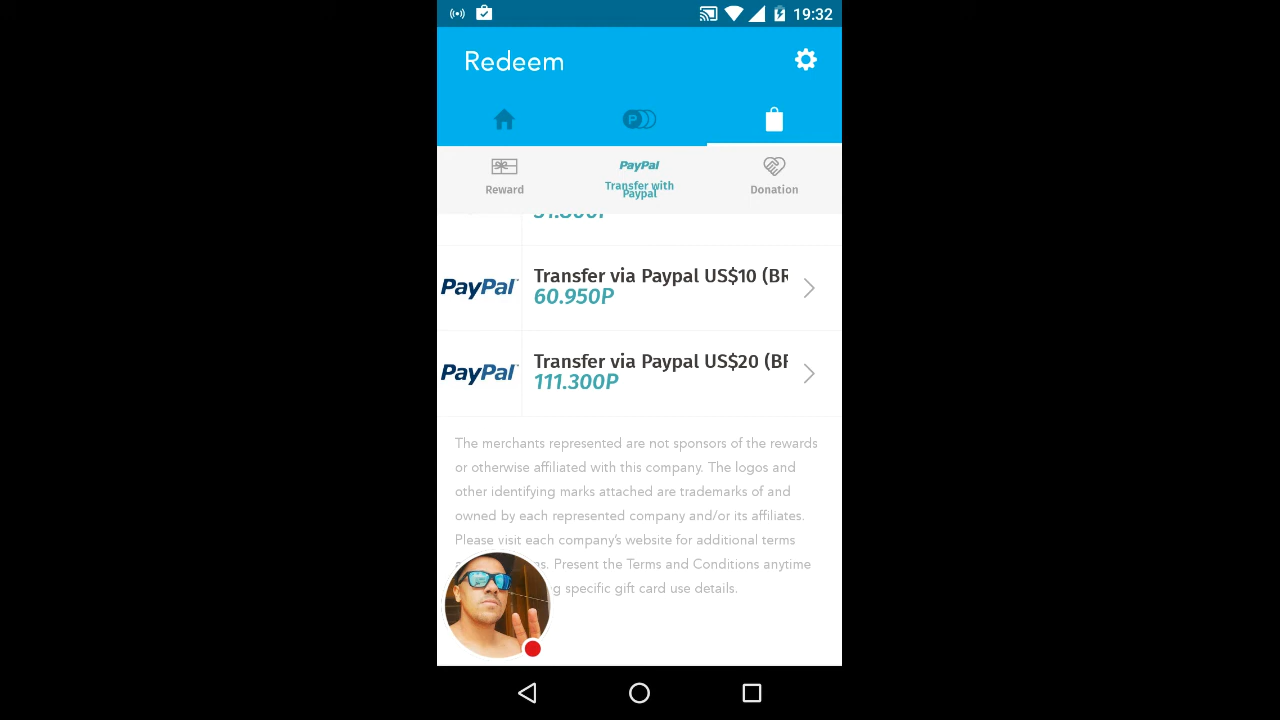 19:32
Redeem
P
PayPal
Reward
Transfer with
Paypal
Donation
PayPal
Transfer via Paypal US$10 (BR
60.950P
PayPal
Transfer via Paypal US$20 (BR
111.300P
The merchants represented are not sponsors of the rewards
or otherwise affiliated with this company. The logos and
other identifying marks attached are trademarks of and
owned by each represented company and/or its affiliates.
Please visit each company's website for additional terms
Present the Terms and Conditions anytime
specific gift card use details.